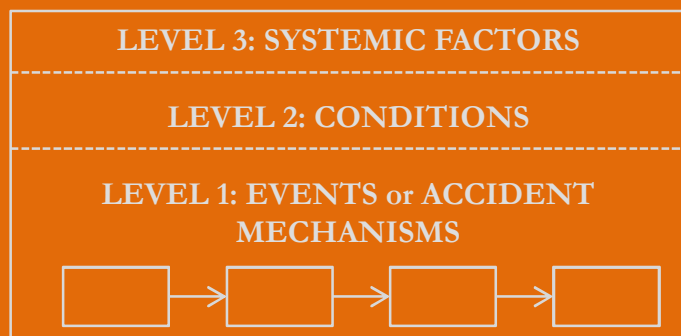 LEVEL 3: SYSTEMIC FACTORS
LEVEL 2: CONDITIONS
LEVEL 1: EVENTS or ACCIDENT
MECHANISMS